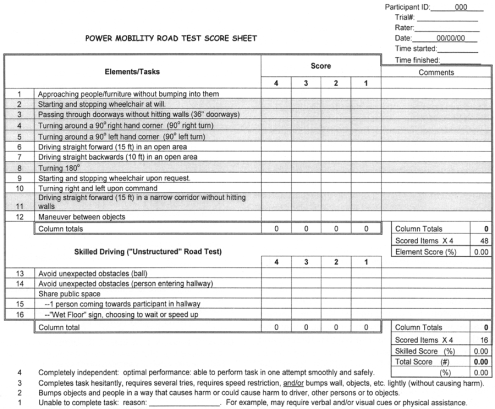 Participant ID: 000
Trial#:
Rater:
POWER MOBILITY ROAD TEST SCORE SHEET
Date: 00/00/00
Time started:
Time finished:
Elements/Tasks Score Comments
4 3 2 1
1 Approaching people/furniture without bumping into them
2 Starting and stopping wheelchair at will.
3 Passing through doorways without hitting walls (36" doorways)
4 Turning around a 90° right hand corner (90° right turn)
5 Turning around a 90° left hand corner (90° left turn)
6 Driving straight forward (15 ft) in an open area
7 Driving straight backwards (10 ft) in an open area
8 Turning 180°
9 Starting and stopping wheelchair upon request.
10 Turning right and left upon command
11 Driving straight forward (15 ft) in a narrow corridor without hitting
walls
12 Maneuver between objects
Column totals 0 0 0 0 Column Totals 0
Scored Items X 4 48
Skilled Driving ("Unstructured" Road Test) Element Score (%) 0.00
4 3 2 1
13 Avoid unexpected obstacles (ball)
14 Avoid unexpected obstacles (person entering hallway)
Share public space
15 --1 person coming towards participant in hallway
16 --"Wet Floor" sign, choosing to wait or speed up
Column total 0 0 0 0 Column Totals 0
Scored Items X 4 16
Skilled Score (%) 0.00
Total Score (#) 0.00
(%) 0.00
4 Completely independent: optimal performance: able to perform task in one attempt smoothly and safely.
3 Completes task hesitantly, requires several tries, requires speed restriction, and/or bumps wall, objects, etc. lightly (without causing harm).
2 Bumps objects and people in a way that causes harm or could cause harm to driver, other persons or to objects.
1 Unable to complete task: reason: . For example, may require verbal and/or visual cues or physical assistance.